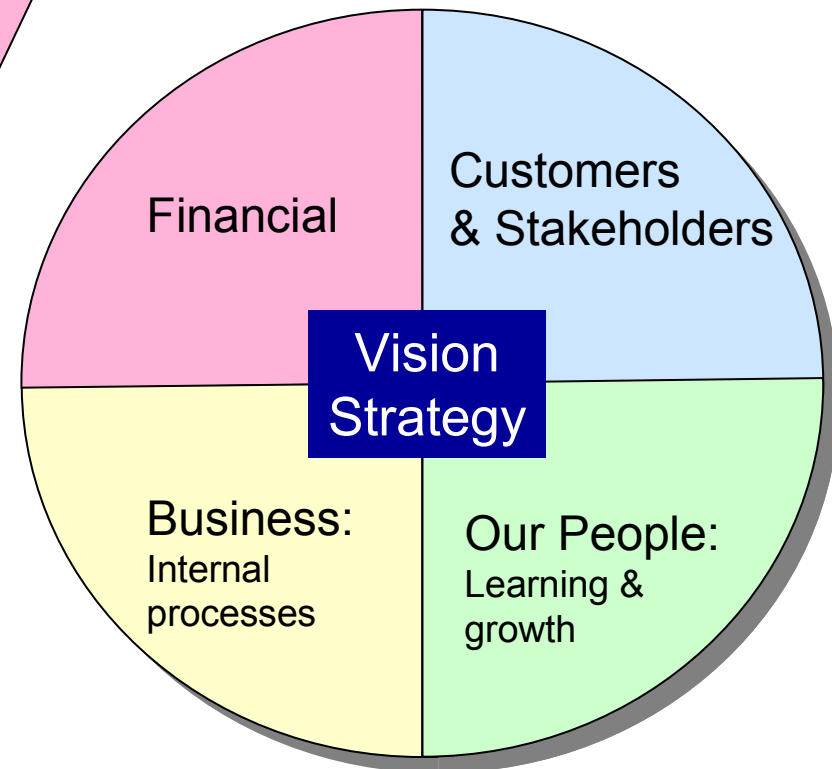 Financial
Customers
& Stakeholders
Vision
Strategy
Business:
Internal
processes
Our People:
Learning &
growth